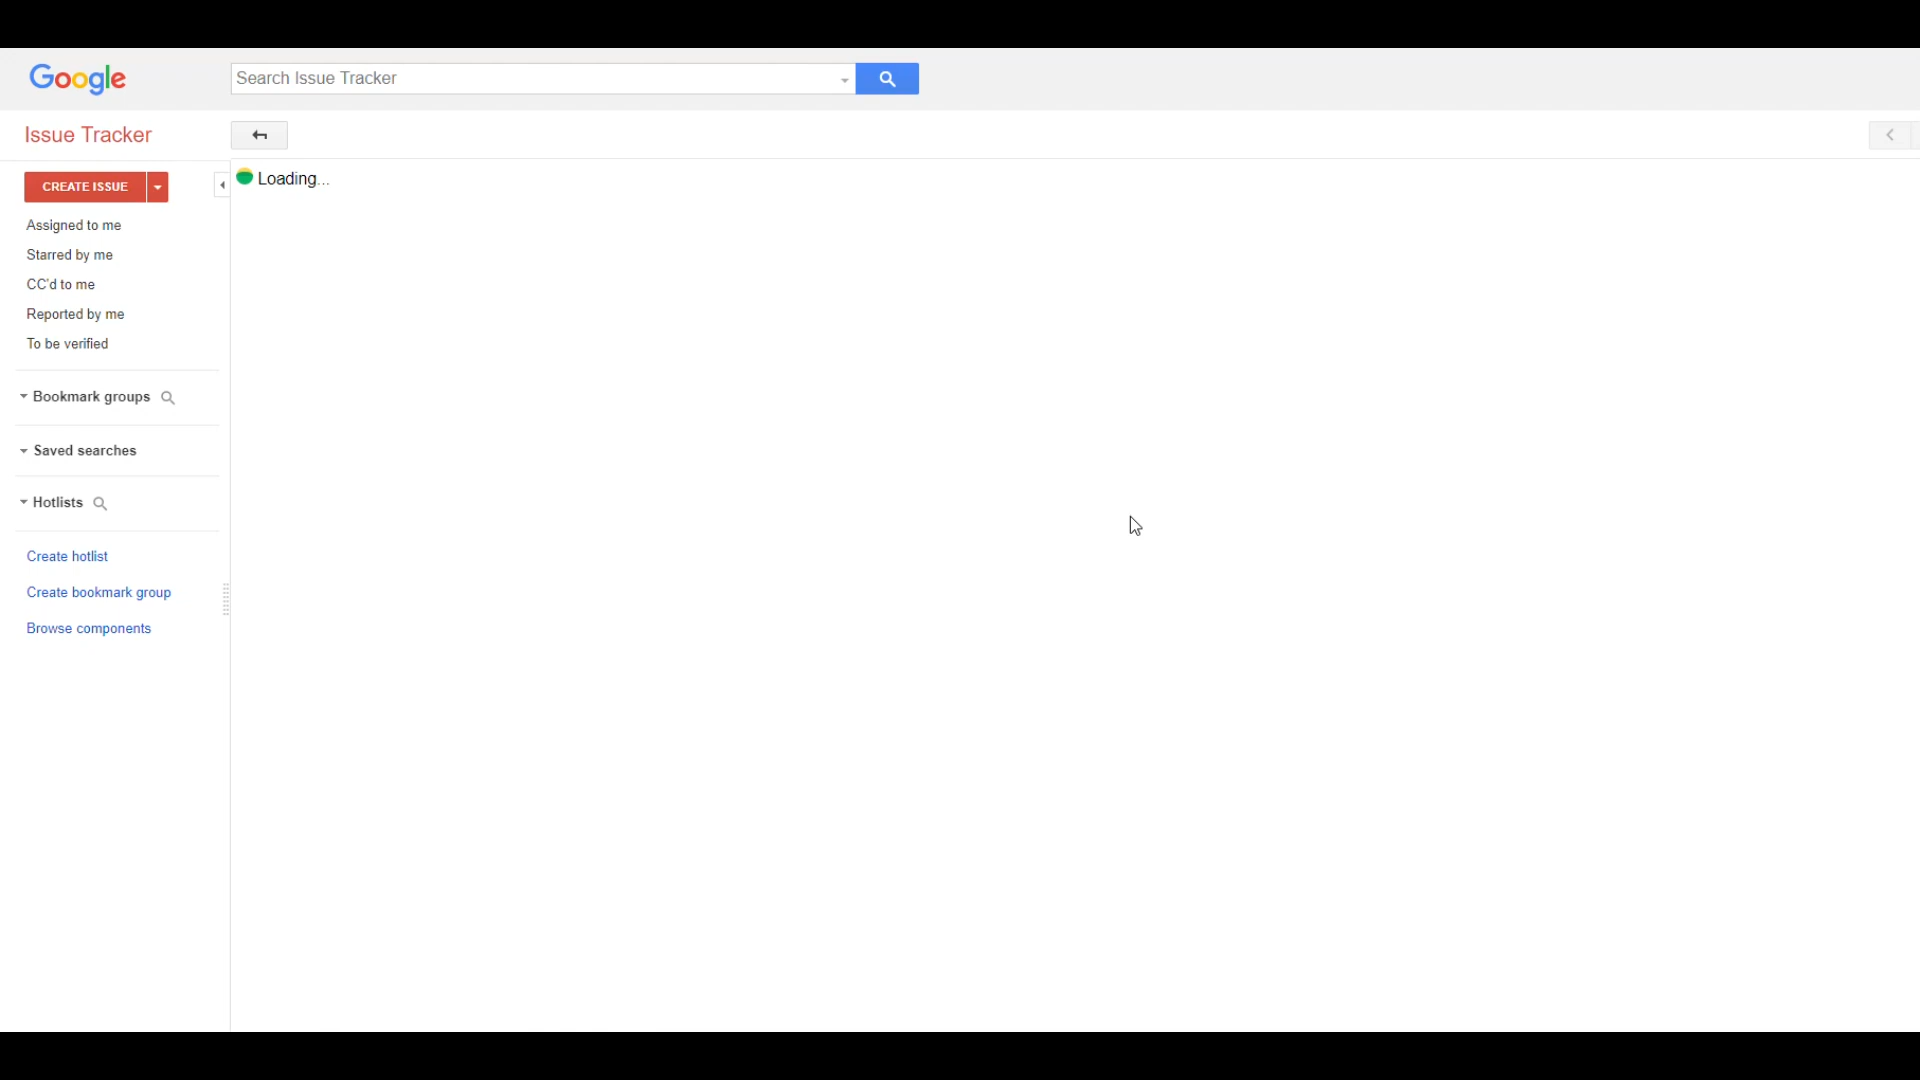 Google
Search Issue Tracker
Issue Tracker
CREATE ISSUE
Loading...
Assigned to me
Starred by me
CC'd to me
Reported by me
To be verified
Bookmark groups
Saved searches
Hotlists
Create hotlist
Create bookmark group
Browse components